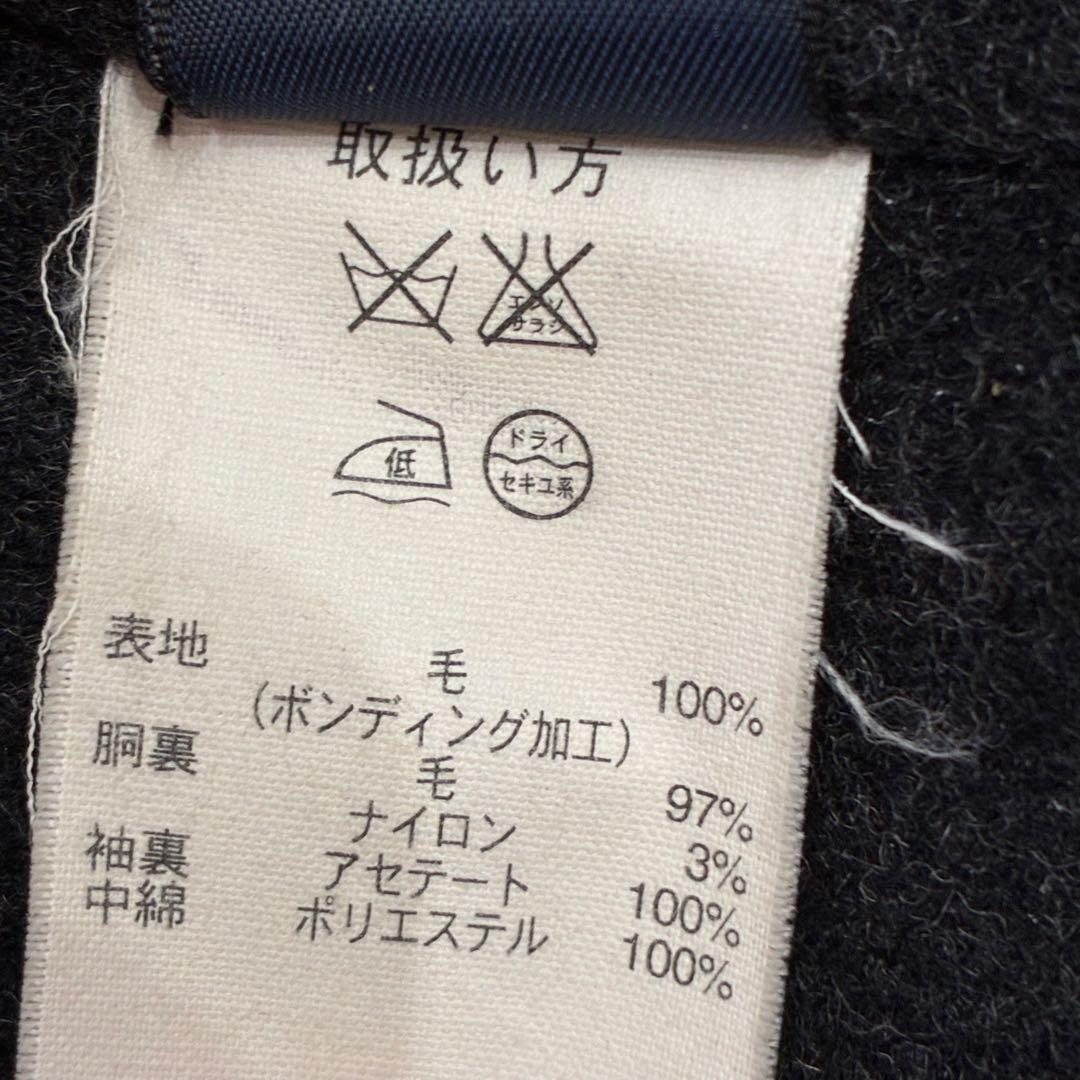 取扱い方
エンソ
サラシ
低
ドライ
セキユ系
表地 毛 100%
(ボンディング加工)
胴裏 毛 97%
ナイロン 3%
袖裏 アセテート 100%
中綿 ポリエステル 100%